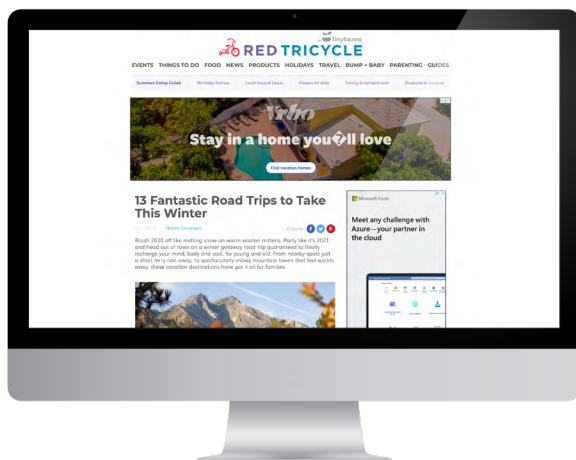 tinybeans
RED TRICYCLE
EVENTS THINGS TO DO FOOD NEWS PRODUCTS HOLIDAYS TRAVEL BUMP + BABY PARENTING GUIDES
Summer Camp Guide Birthday Parties Local News & Deals Classes for Kids Family Entertainment Products & Services
Vrbo
Stay in a home you�ll love
Find vacation homes
13 Fantastic Road Trips to Take
This Winter
Brush 2020 off like melting snow on warm woolen mittens. Party like it's 2021
and head out of town on a winter getaway road trip guaranteed to finally
recharge your mind, body and soul, for young and old. From nearby spots just
a short ferry ride away, to spectacularly snowy mountain towns that feel worlds
away, these vacation destinations have got it all for families.
Microsoft Azure
Meet any challenge with
Azure—your partner in
the cloud